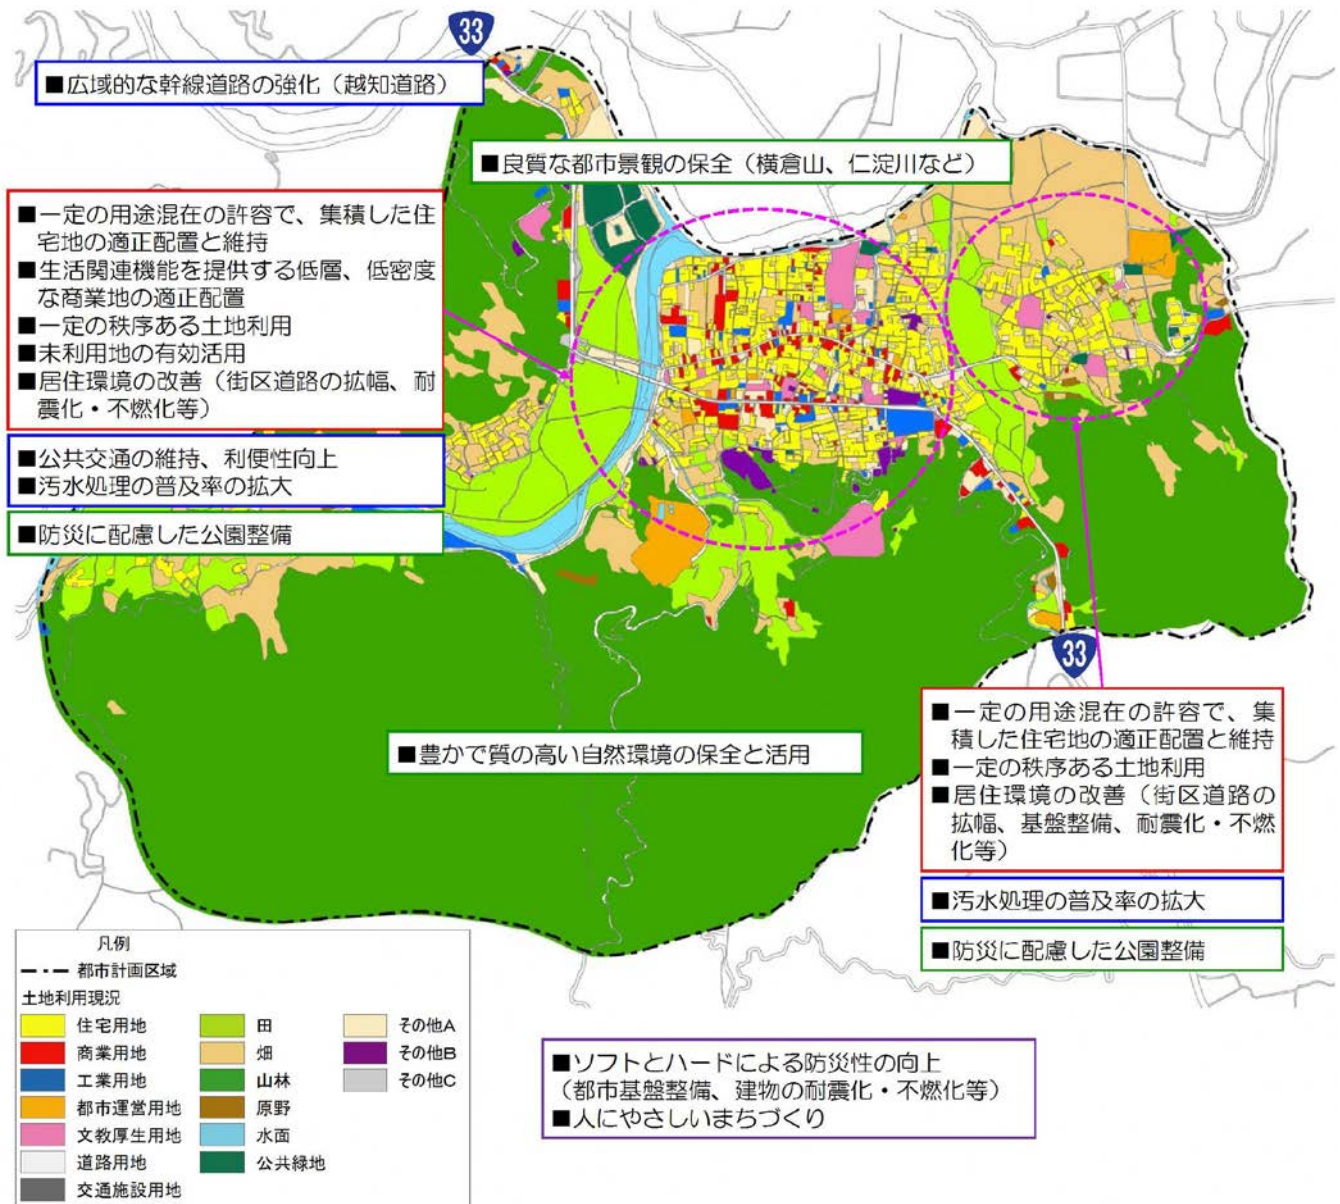 33
■広域的な幹線道路の強化（越知道路）
■良質な都市景観の保全（横倉山、仁淀川など）
■一定の用途混在の許容で、集積した住
宅地の適正配置と維持
■生活関連機能を提供する低層、低密度
な商業地の適正配置
■一定の秩序ある土地利用
■未利用地の有効活用
■居住環境の改善（街区道路の拡幅、耐
震化・不燃化等）
■公共交通の維持、利便性向上
■汚水処理の普及率の拡大
■防災に配慮した公園整備
33
■一定の用途混在の許容で、集
積した住宅地の適正配置と維持
■一定の秩序ある土地利用
■居住環境の改善（街区道路の
拡幅、基盤整備、耐震化・不燃
化等）
■汚水処理の普及率の拡大
■防災に配慮した公園整備
■豊かで質の高い自然環境の保全と活用
凡例
都市計画区域
土地利用現況
住宅用地
商業用地
工業用地
都市運営用地
文教厚生用地
道路用地
交通施設用地
田
畑
山林
原野
水面
公共緑地
その他A
その他B
その他C
■ソフトとハードによる防災性の向上
（都市基盤整備、建物の耐震化・不燃化等）
■人にやさしいまちづくり